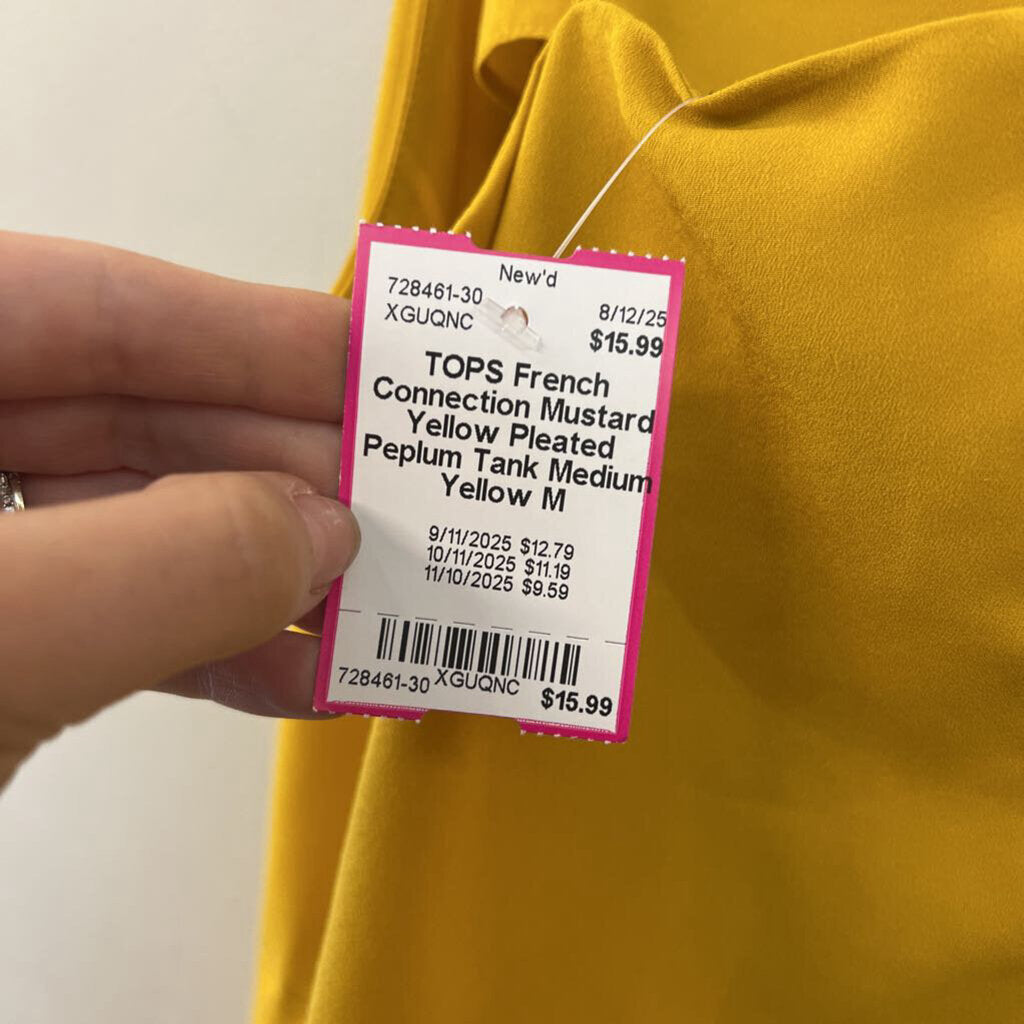 New'd
728461-30
XGUQNC
8/12/25
$15.99
TOPS French
Connection Mustard
Yellow Pleated
Peplum Tank Medium
Yellow M
9/11/2025 $12.79
10/11/2025 $11.19
11/10/2025 $9.59
728461-30 XGUQNC $15.99